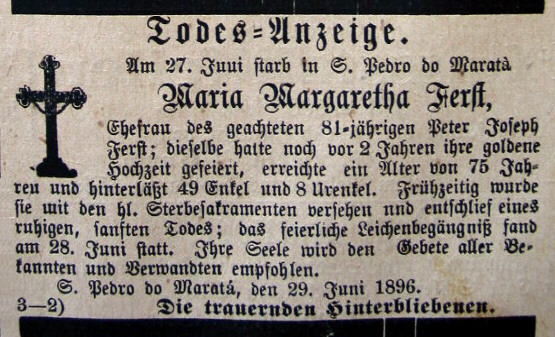 Todes-Anzeige.
Am 27. Juui starb in S. Pedro do Maratà
Maria Margaretha Ferst,
Ehefrau des geachteten 81-jährigen Peter Joseph
Ferst; dieselbe hatte noch vor 2 Jahren ihre goldene
Hochzeit gefeiert, erreichte ein Alter von 75 Jah-
reu und hinterläßt 49 Enkel und 8 Urenkel. Frühzeitig wurde
sie mit den hl. Sterbesakramenten versehen nnd entschlief eines
ruhigen, sanften Todes; das feierliche Leichenbegängniß fand
am 28. Juni statt. Ihre Seele wird den Gebete aller Be-
kannten und Verwandten empfohlen.
S. Pedro do Maratá, den 29. Juni 1896.
3—2) Die trauernden Hinterbliebenen.